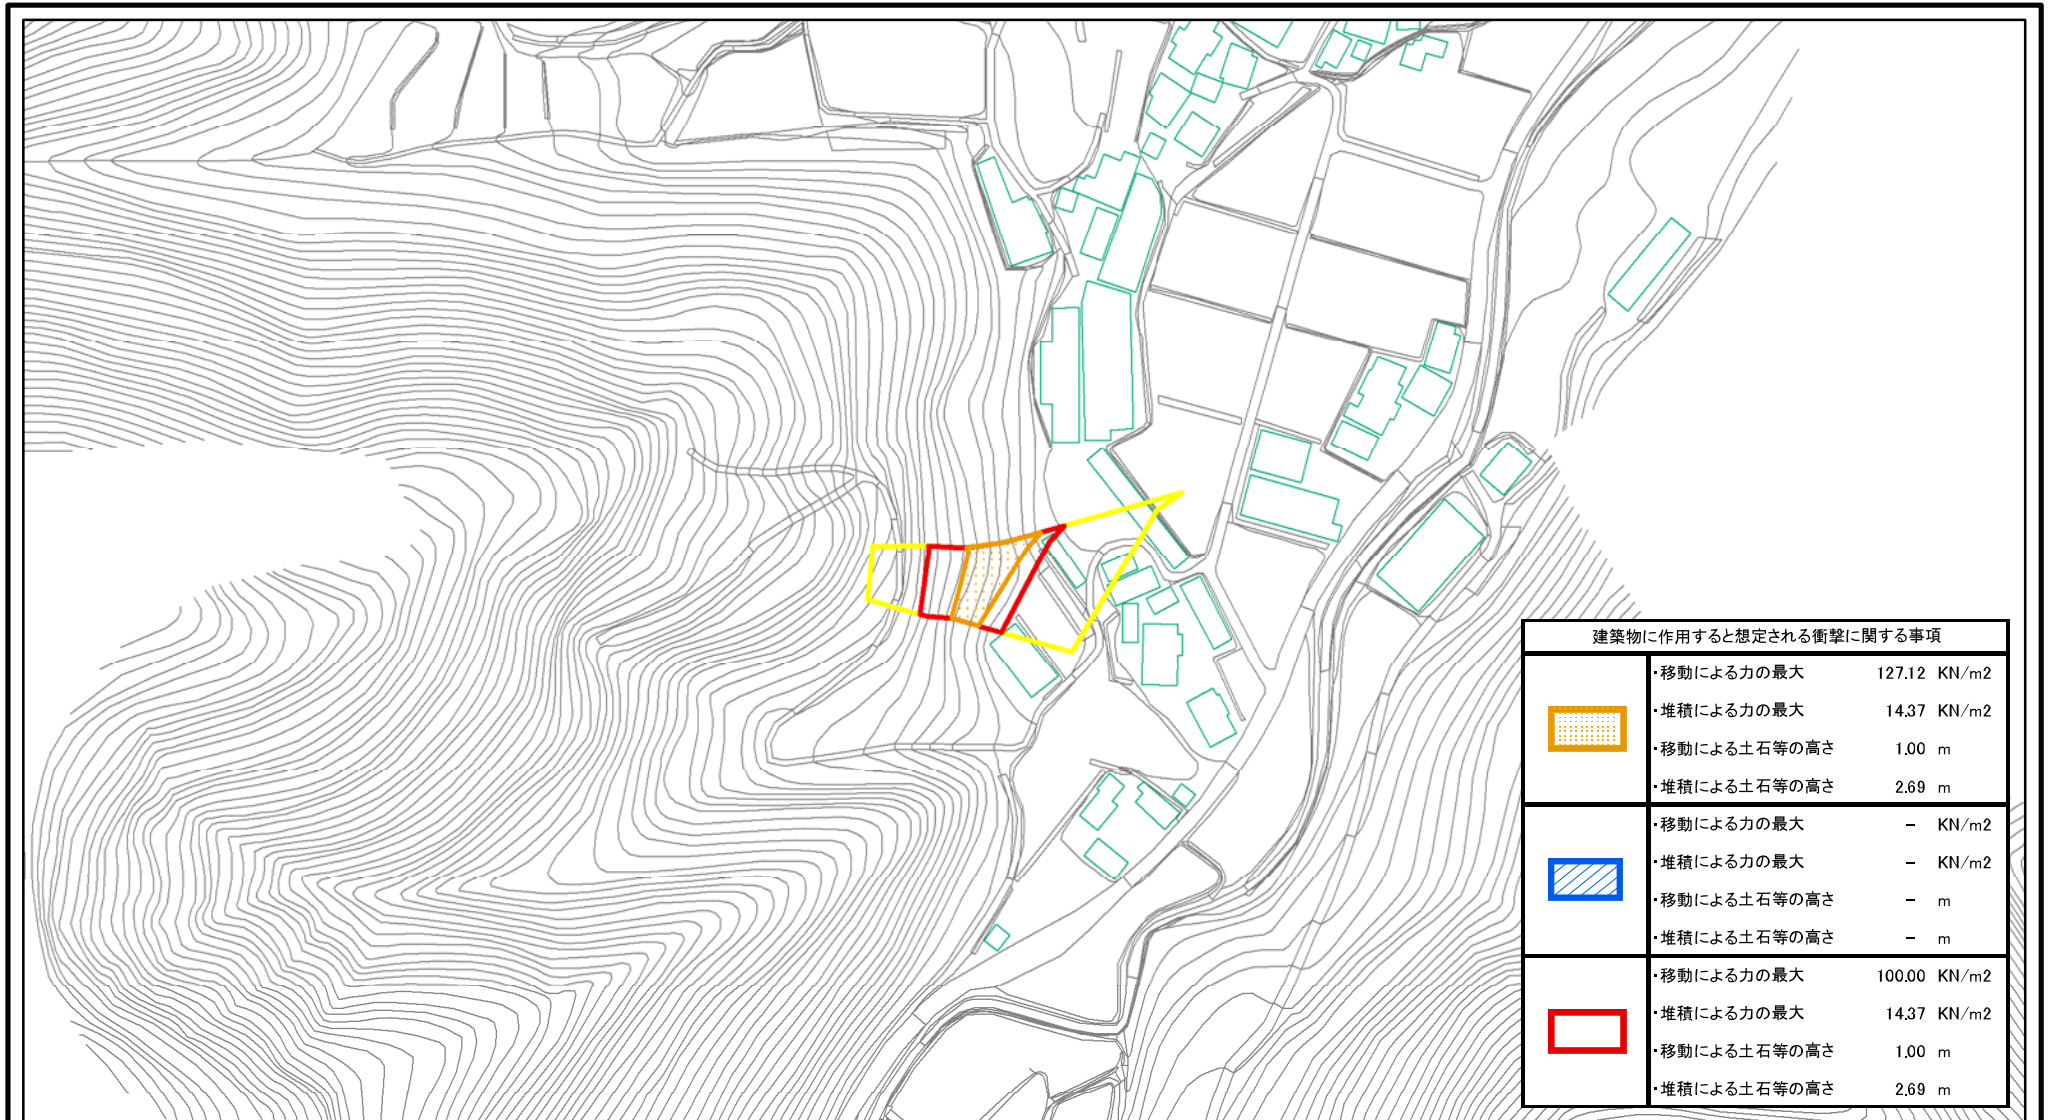 建築物に作用すると想定される衝撃に関する事項
・移動による力の最大 127.12 KN/m2
・堆積による力の最大 14.37 KN/m2
・移動による土石等の高さ 1.00 m
・堆積による土石等の高さ 2.69 m
・移動による力の最大 - KN/m2
・堆積による力の最大 - KN/m2
・移動による土石等の高さ - m
・堆積による土石等の高さ - m
・移動による力の最大 100.00 KN/m2
・堆積による力の最大 14.37 KN/m2
・移動による土石等の高さ 1.00 m
・堆積による土石等の高さ 2.69 m